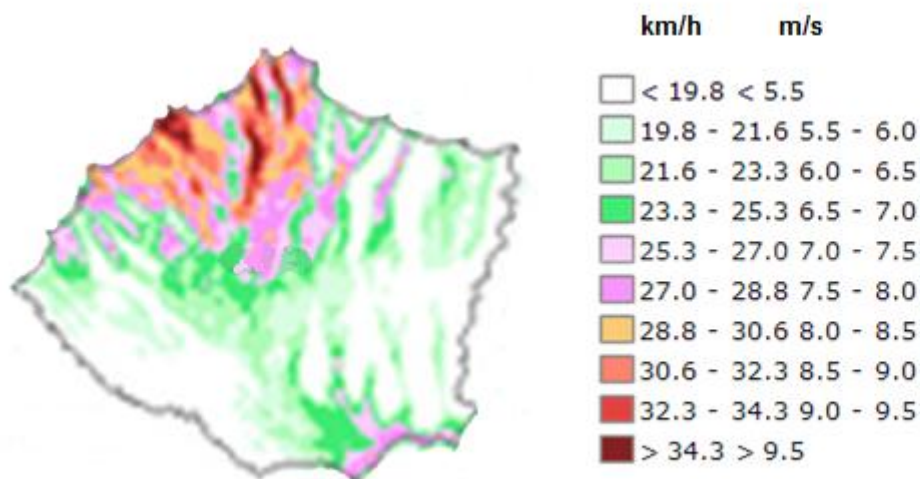 km/h m/s
< 19.8 < 5.5
19.8 - 21.6 5.5 - 6.0
21.6 - 23.3 6.0 - 6.5
23.3 - 25.3 6.5 - 7.0
25.3 - 27.0 7.0 - 7.5
27.0 - 28.8 7.5 - 8.0
28.8 - 30.6 8.0 - 8.5
30.6 - 32.3 8.5 - 9.0
32.3 - 34.3 9.0 - 9.5
> 34.3 > 9.5